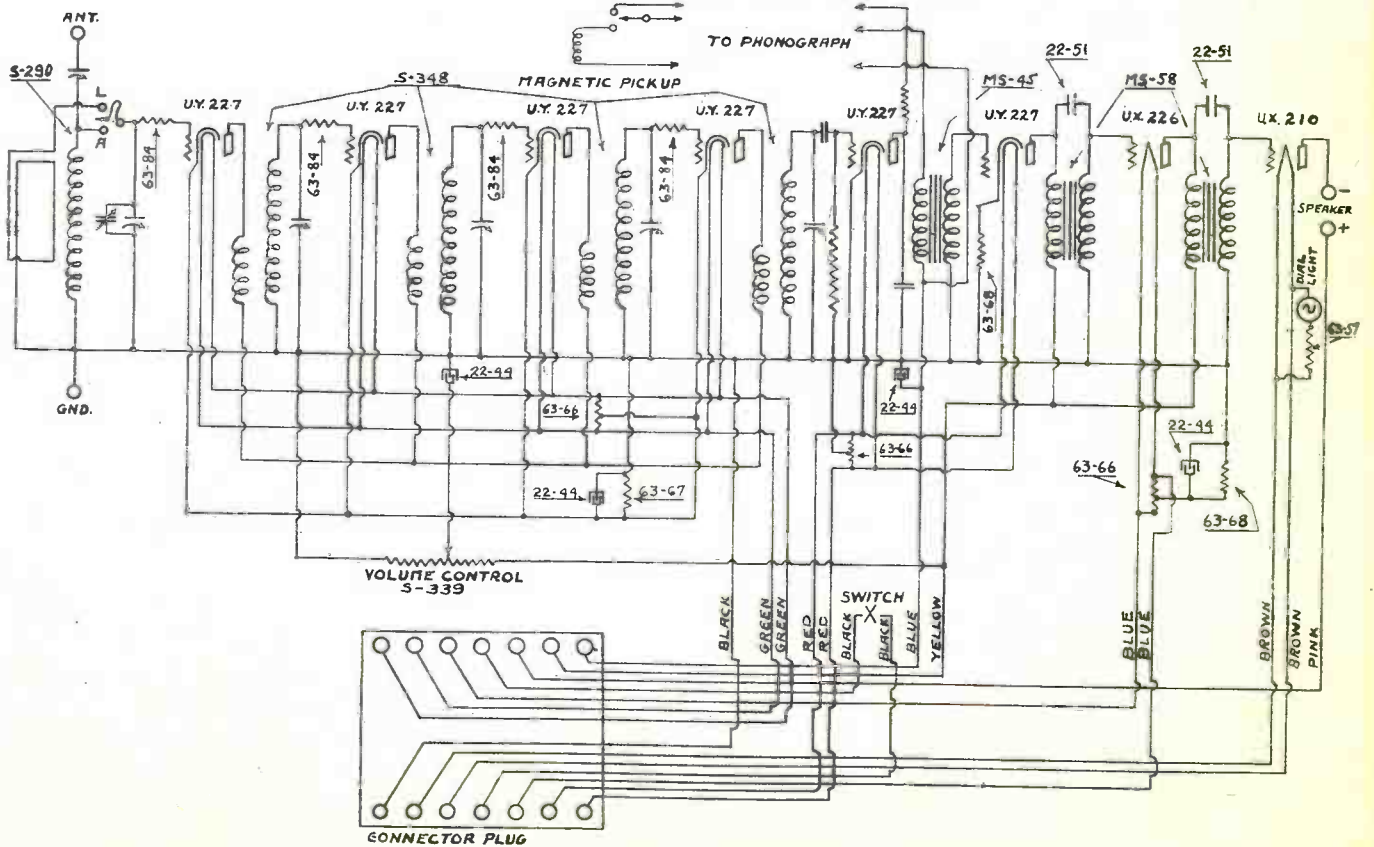 ANT.
TO PHONOGRAPH
22-51
22-51
S-290
S-348
MAGNETIC PICKUP
MS-45
MS-58
L
U.Y. 227
U.Y. 227
U.Y. 227
U.Y. 227
U.Y. 227
U.Y. 227
U.X. 226
U.X. 210
R
63-84
63-84
63-84
63-84
-
SPEAKER
+
DIAL
LIGHT
63-68
63-57
22-44
GND.
63-66
22-44
22-44
63-66
63-66
22-44
63-67
63-68
VOLUME CONTROL
S-339
SWITCH
BLACK
GREEN
GREEN
RED
RED
BLACK
BLACK
BLUE
YELLOW
BLUE
BLUE
BROWN
BROWN
PINK
CONNECTOR PLUG